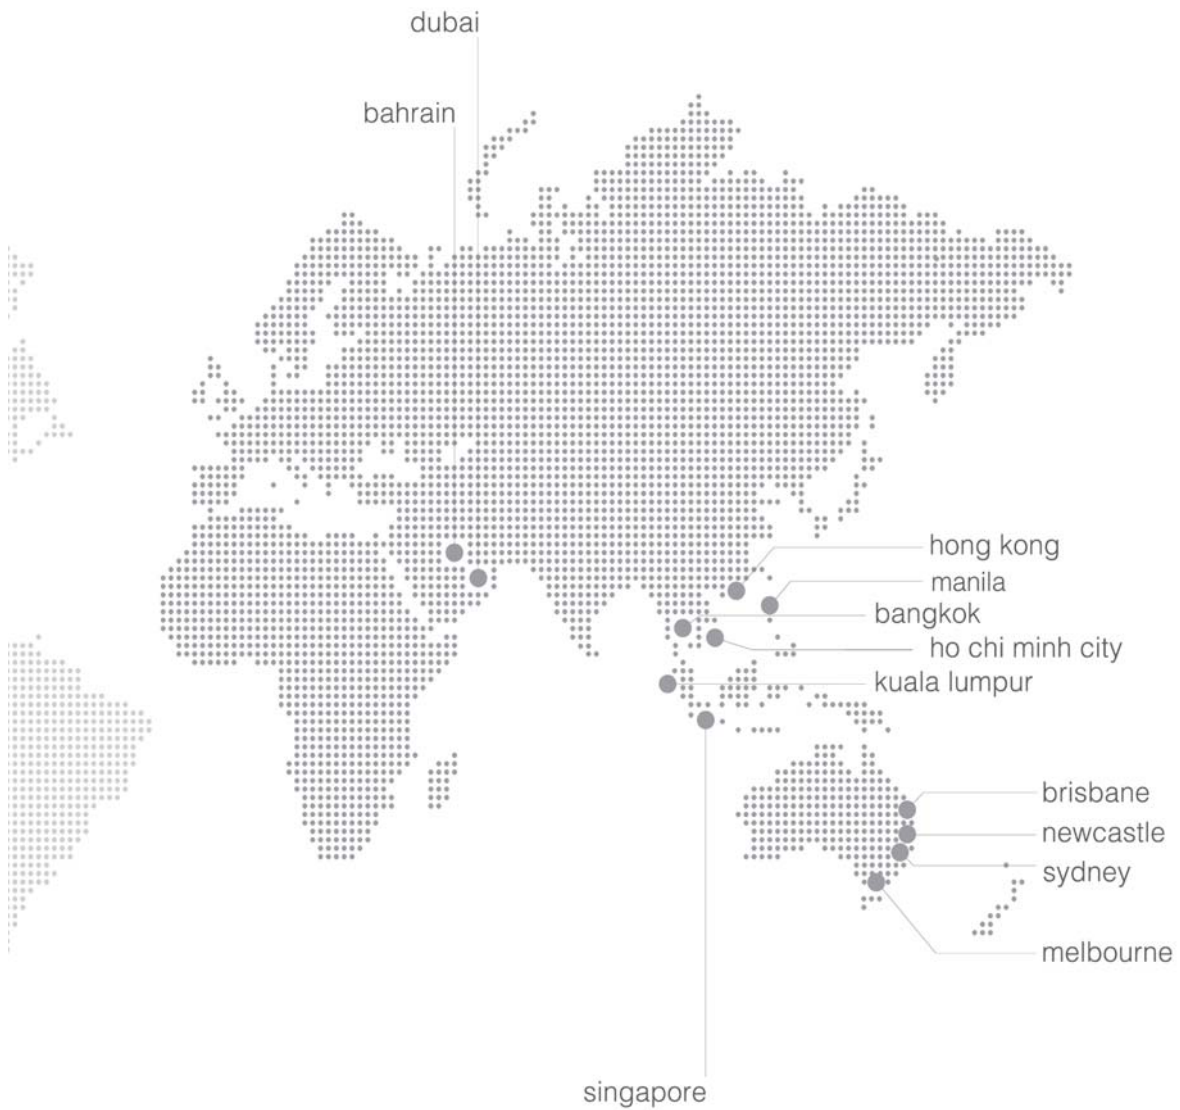 dubai
bahrain
hong kong
manila
bangkok
ho chi minh city
kuala lumpur
brisbane
newcastle
sydney
melbourne
singapore